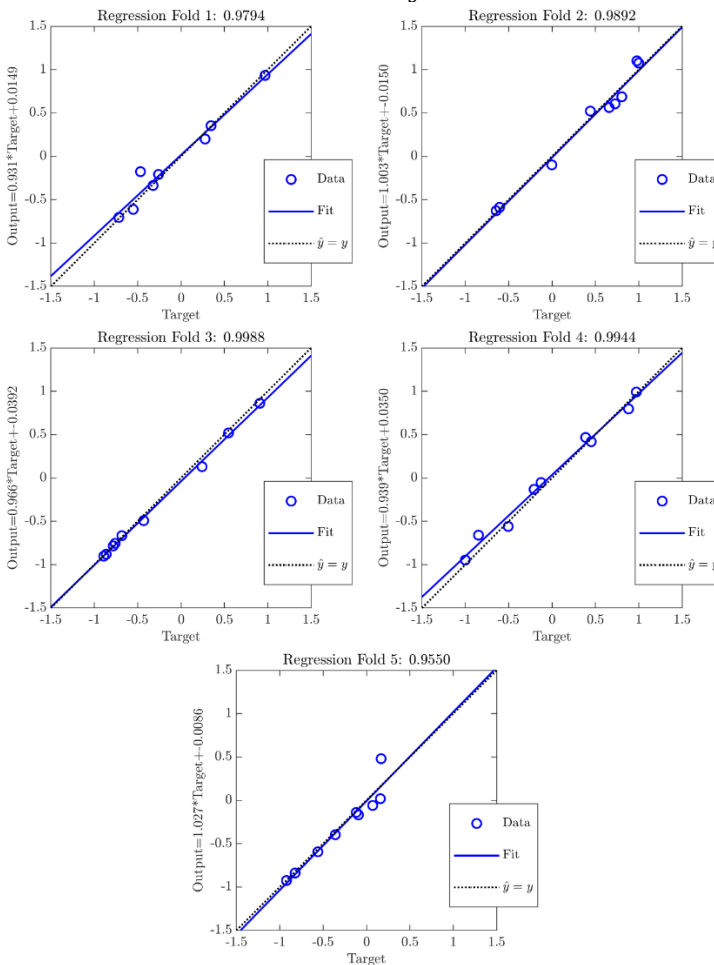 Regression Fold 1: 0.9794
Output=0.931*Target+0.0149
1.5
1
0.5
0
-0.5
-1
-1.5
-1.5 -1 -0.5 0 0.5 1 1.5
Target
Data
Fit
ŷ = y
Regression Fold 2: 0.9892
Output=1.003*Target+-0.0150
1.5
1
0.5
0
-0.5
-1
-1.5
-1.5 -1 -0.5 0 0.5 1 1.5
Target
Data
Fit
ŷ = y
Regression Fold 3: 0.9988
Output=0.966*Target+-0.0392
1.5
1
0.5
0
-0.5
-1
-1.5
-1.5 -1 -0.5 0 0.5 1 1.5
Target
Data
Fit
ŷ = y
Regression Fold 4: 0.9944
Output=0.939*Target+0.0350
1.5
1
0.5
0
-0.5
-1
-1.5
-1.5 -1 -0.5 0 0.5 1 1.5
Target
Data
Fit
ŷ = y
Regression Fold 5: 0.9550
Output=1.027*Target+-0.0086
1.5
1
0.5
0
-0.5
-1
-1.5
-1.5 -1 -0.5 0 0.5 1 1.5
Target
Data
Fit
ŷ = y